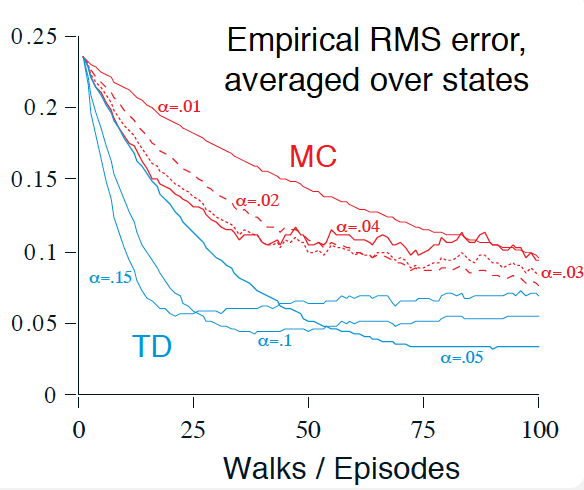 Empirical RMS error,
averaged over states
0.25
0.2
0.15
0.1
0.05
0
α=.01
MC
α=.02
α=.04
α=.03
α=.15
TD
α=.1
α=.05
0 25 50 75 100
Walks / Episodes